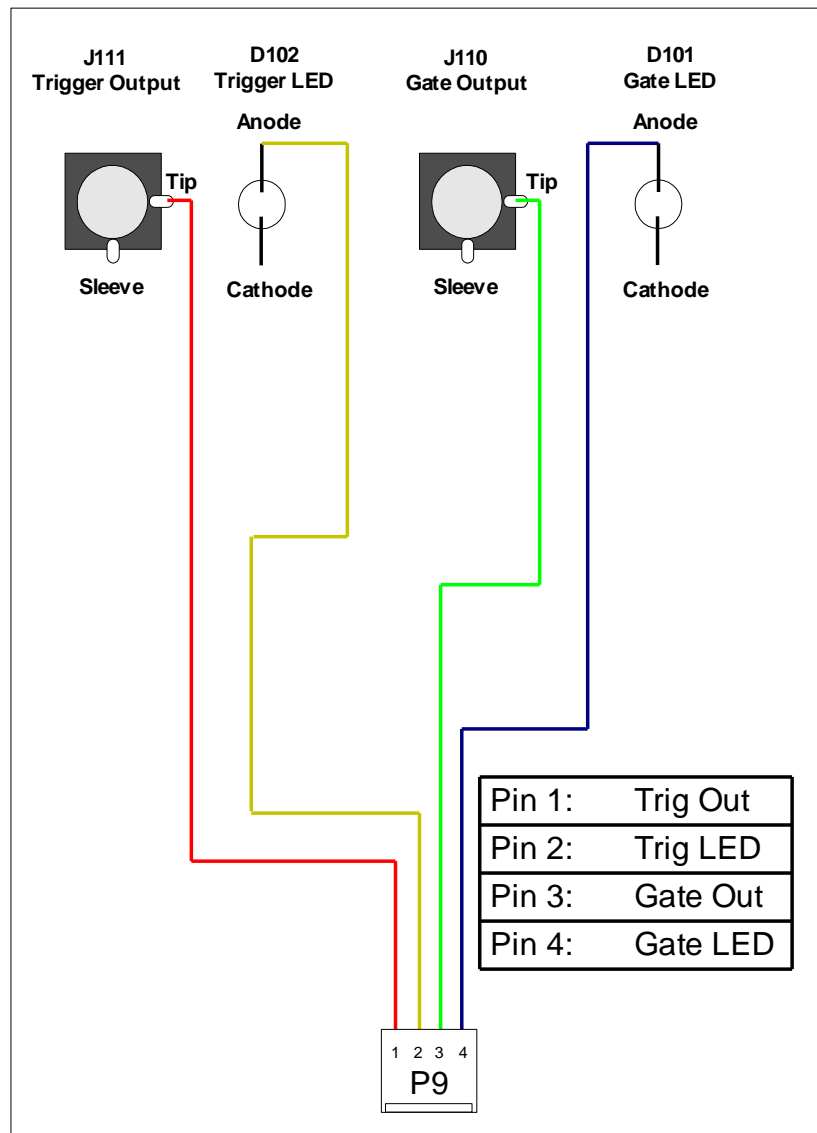 J111
Trigger Output
D102
Trigger LED
J110
Gate Output
D101
Gate LED
Anode
Anode
Tip
Tip
Sleeve
Cathode
Sleeve
Cathode
Pin 1: Trig Out
Pin 2: Trig LED
Pin 3: Gate Out
Pin 4: Gate LED
1 2 3 4
P9